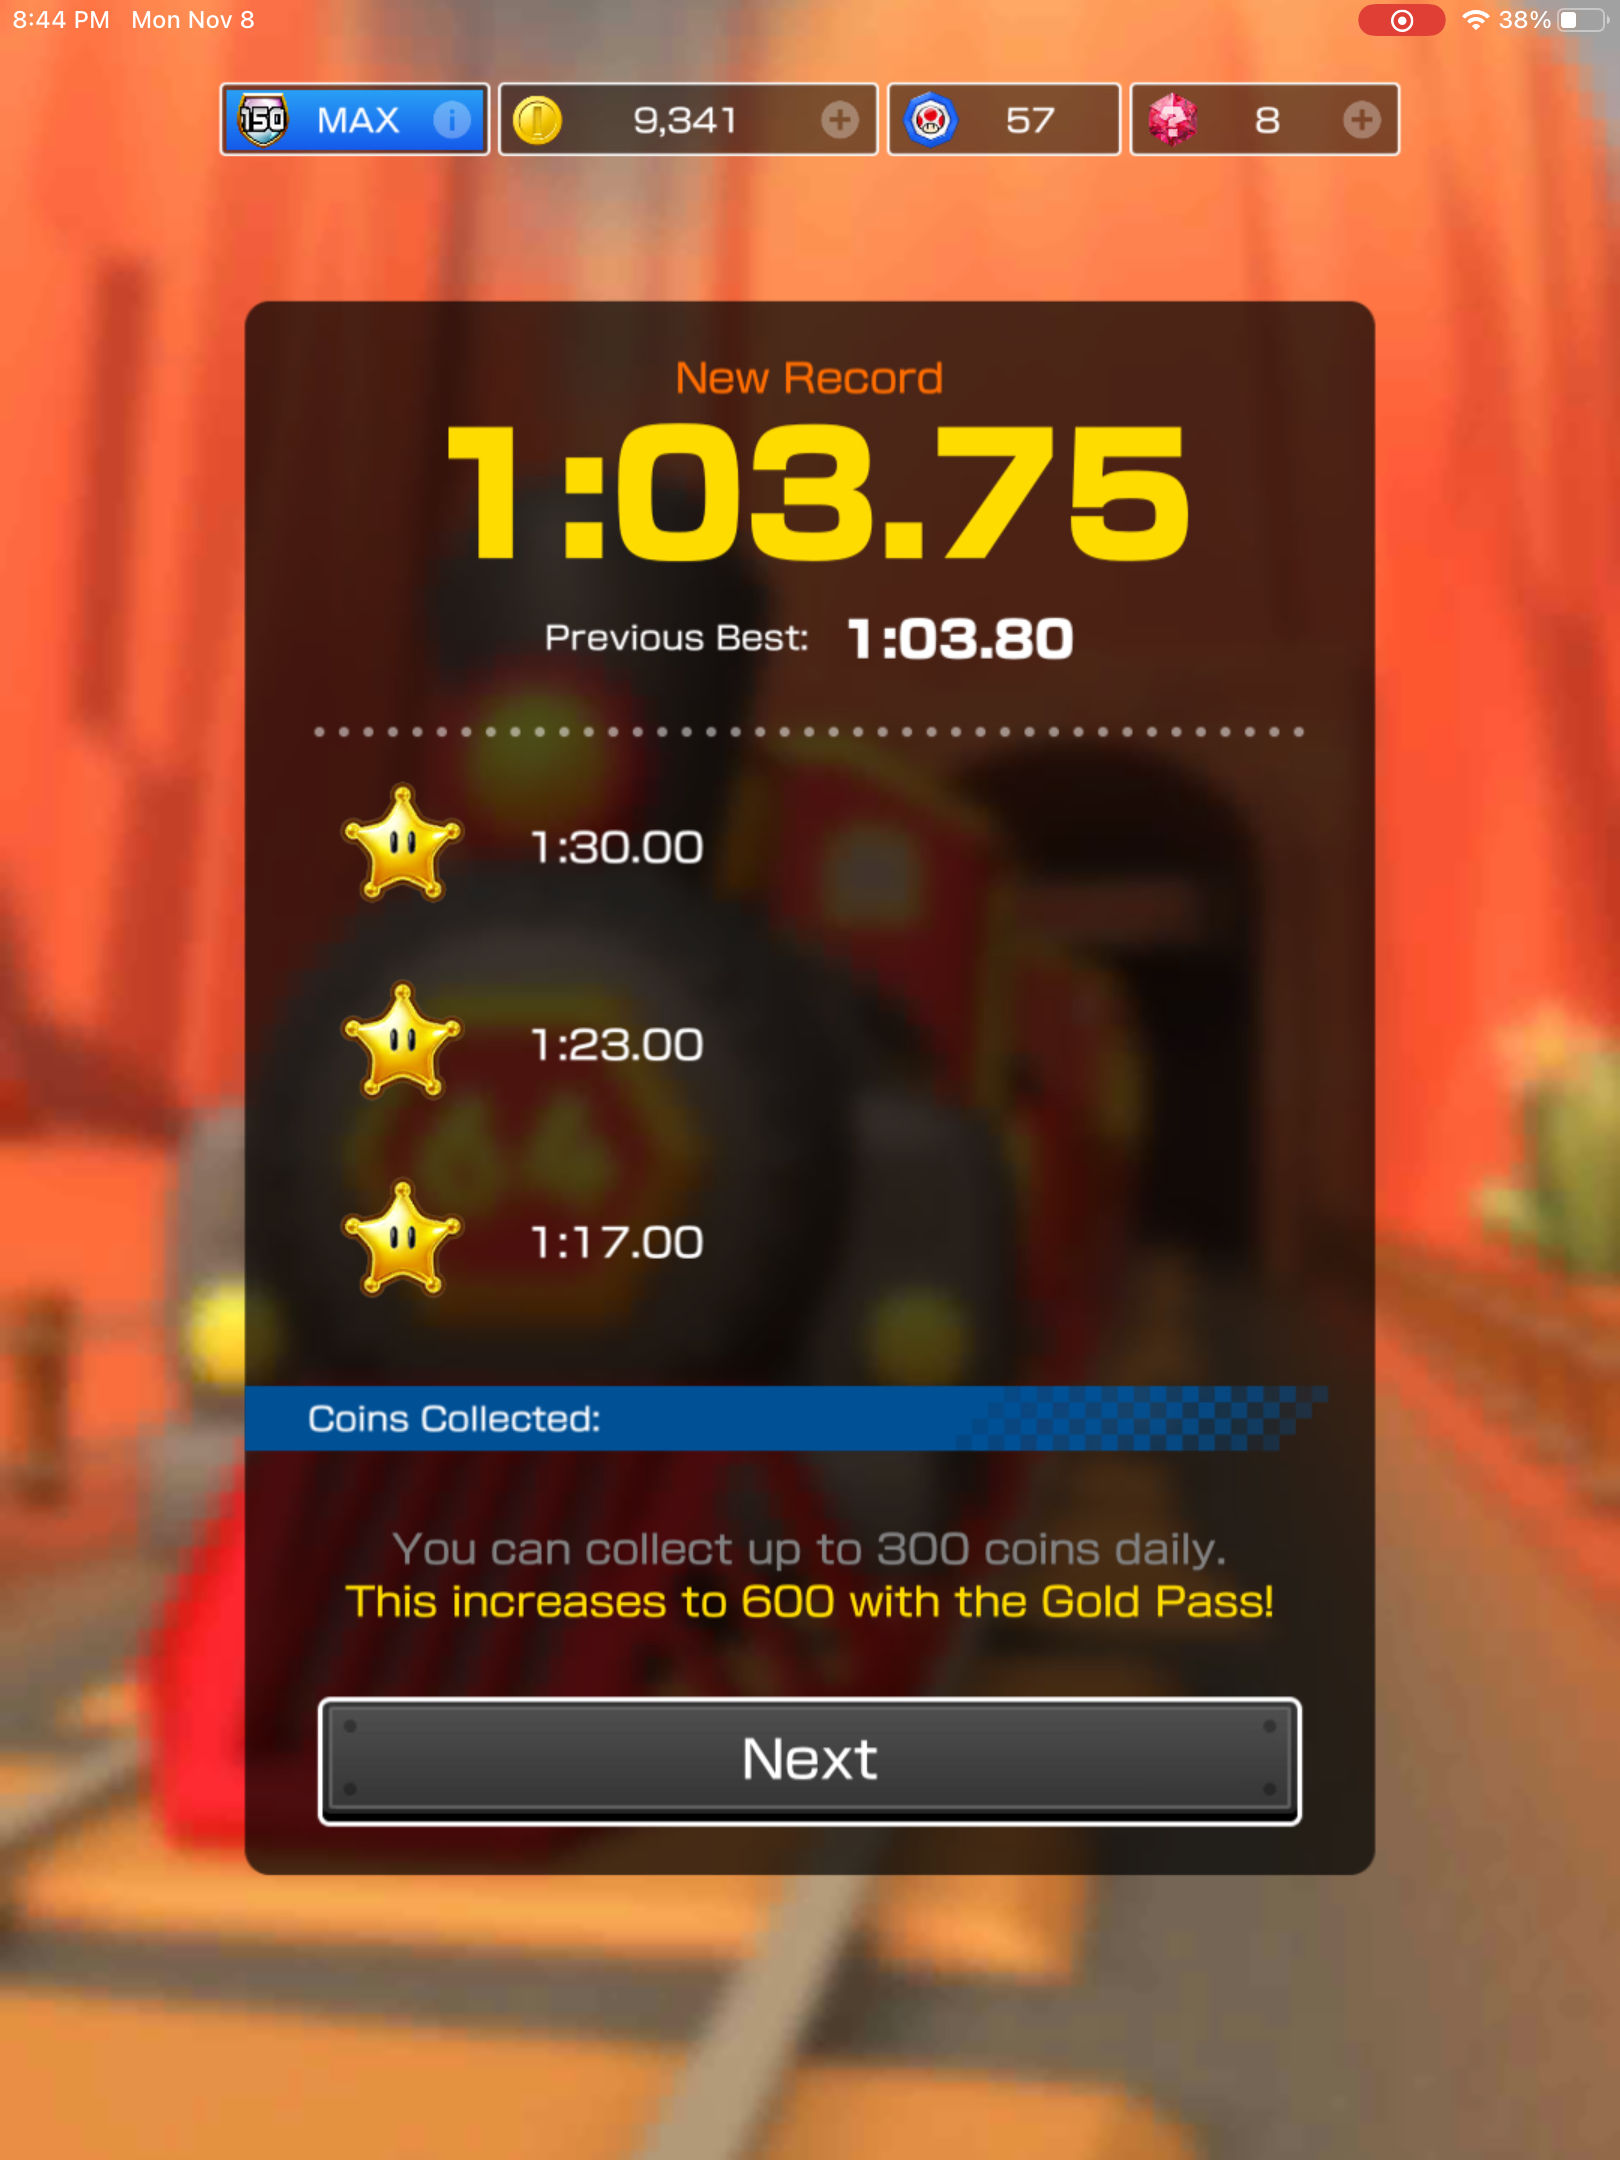 8:44 PM Mon Nov 8 38%
150 MAX i 9,341 57 8
New Record
1:03.75
Previous Best: 1:03.80
1:30.00
1:23.00
64
1:17.00
Coins Collected:
You can collect up to 300 coins daily.
This increases to 600 with the Gold Pass!
Next